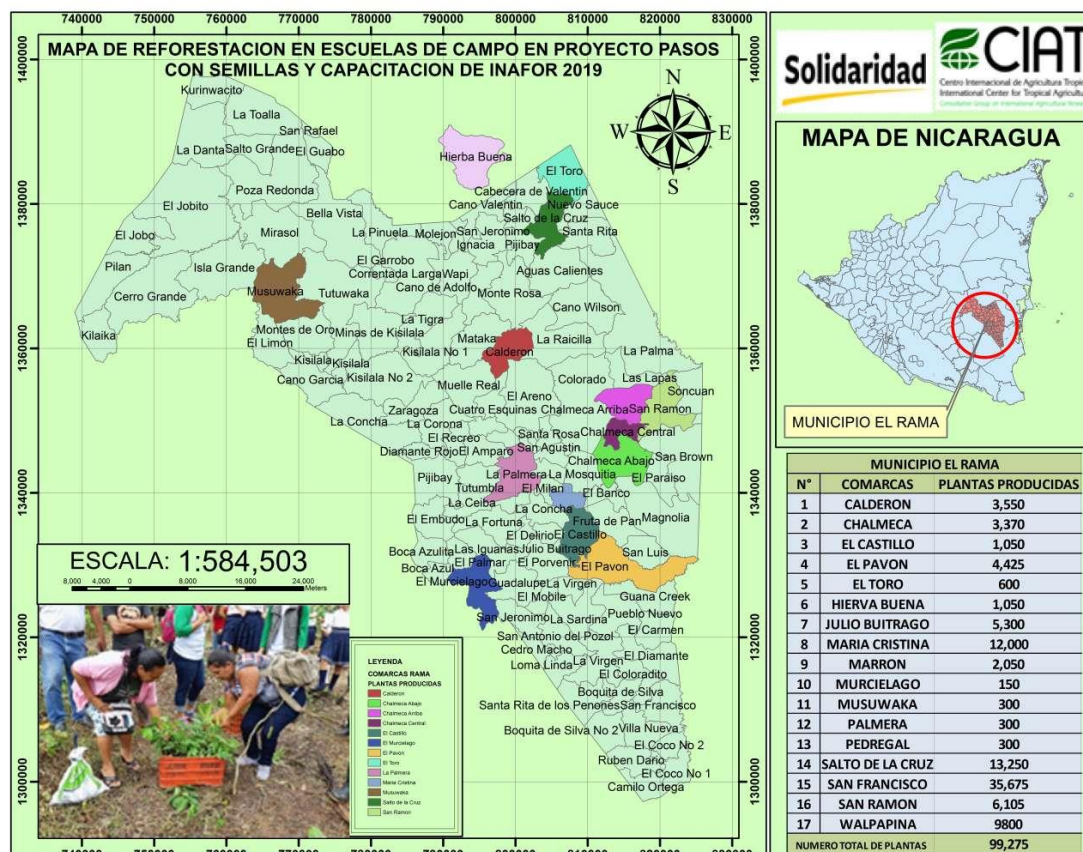 740000 750000 760000 770000 780000 790000 800000 810000 820000 830000
MAPA DE REFORESTACION EN ESCUELAS DE CAMPO EN PROYECTO PASOS
CON SEMILLAS Y CAPACITACION DE INAFOR 2019
1400000
1380000
1360000
1340000
1320000
1300000
N
W E
S
Kurinwacito
La Toalla
San Rafael
La Danta
Salto Grande
El Guabo
Hierba Buena
El Toro
Poza Redonda
Cabecera de Valentin
El Jobito
Cano Valentin
Nuevo Sauce
Bella Vista
Salto de la Cruz
El Jobo
Mirasol
La Pinuela
Molejon
San Jeronimo
Santa Rita
Ignacia
Pijibay
Pilan
Isla Grande
El Garrobo
Correntada Larga
Wapi
Aguas Calientes
Cerro Grande
Musuwaka
Tutuwaka
Cano de Adolfo
Monte Rosa
Cano Wilson
Kilaika
Montes de Oro
Minas de Kisilala
La Tigra
El Limon
Mataka
La Raicilla
Kisilala No 1
Calderon
La Palma
Kisilala
Kisilala
Cano Garcia
Kisilala No 2
Muelle Real
Colorado
Las Lapas
Soncuan
El Areno
Zaragoza
Cuatro Esquinas
Chalmeca Arriba
San Ramon
La Concha
La Corona
El Recreo
Santa Rosa
Chalmeca Central
Diamante Rojo
El Amparo
San Agustin
Chalmeca Abajo
San Brown
Pijibay
La Palmera
La Mosquitia
El Paraiso
Tutumbla
El Milan
El Banco
La Ceiba
La Concha
El Embudo
La Fortuna
Fruta de Pan
Magnolia
El Delirio
El Castillo
Boca Azulita
Las Iguanas
Julio Buitrago
San Luis
El Palmar
El Porvenir
El Pavon
Boca Azul
El Murcielago
Guadalupe
La Virgen
El Mobile
Guana Creek
San Jeronimo
La Sardina
Pueblo Nuevo
San Antonio del Pozol
El Carmen
Cedro Macho
Loma Linda
La Virgen
El Diamante
El Coloradito
Boquita de Silva
Santa Rita de los Penones
San Francisco
Boquita de Silva No 2
Villa Nueva
El Coco No 2
Ruben Dario
El Coco No 1
Camilo Ortega
ESCALA: 1:584,503
8,000 4,000 0 8,000 16,000 24,000
Meters
LEYENDA
COMARCAS RAMA
PLANTAS PRODUCIDAS
Calderon
Chalmeca Abajo
Chalmeca Arriba
Chalmeca Central
El Castillo
El Murcielago
El Pavon
El Toro
La Palmera
Maria Cristina
Musuwaka
Salto de la Cruz
San Ramon
740000 750000 760000 770000 780000 790000 800000 810000 820000 830000
Solidaridad
CIAT
Centro Internacional de Agricultura Tropic
International Center for Tropical Agricultu
MAPA DE NICARAGUA
MUNICIPIO EL RAMA
MUNICIPIO EL RAMA
N° COMARCAS PLANTAS PRODUCIDAS
1 CALDERON 3,550
2 CHALMECA 3,370
3 EL CASTILLO 1,050
4 EL PAVON 4,425
5 EL TORO 600
6 HIERVA BUENA 1,050
7 JULIO BUITRAGO 5,300
8 MARIA CRISTINA 12,000
9 MARRON 2,050
10 MURCIELAGO 150
11 MUSUWAKA 300
12 PALMERA 300
13 PEDREGAL 300
14 SALTO DE LA CRUZ 13,250
15 SAN FRANCISCO 35,675
16 SAN RAMON 6,105
17 WALPAPINA 9800
NUMERO TOTAL DE PLANTAS 99,275